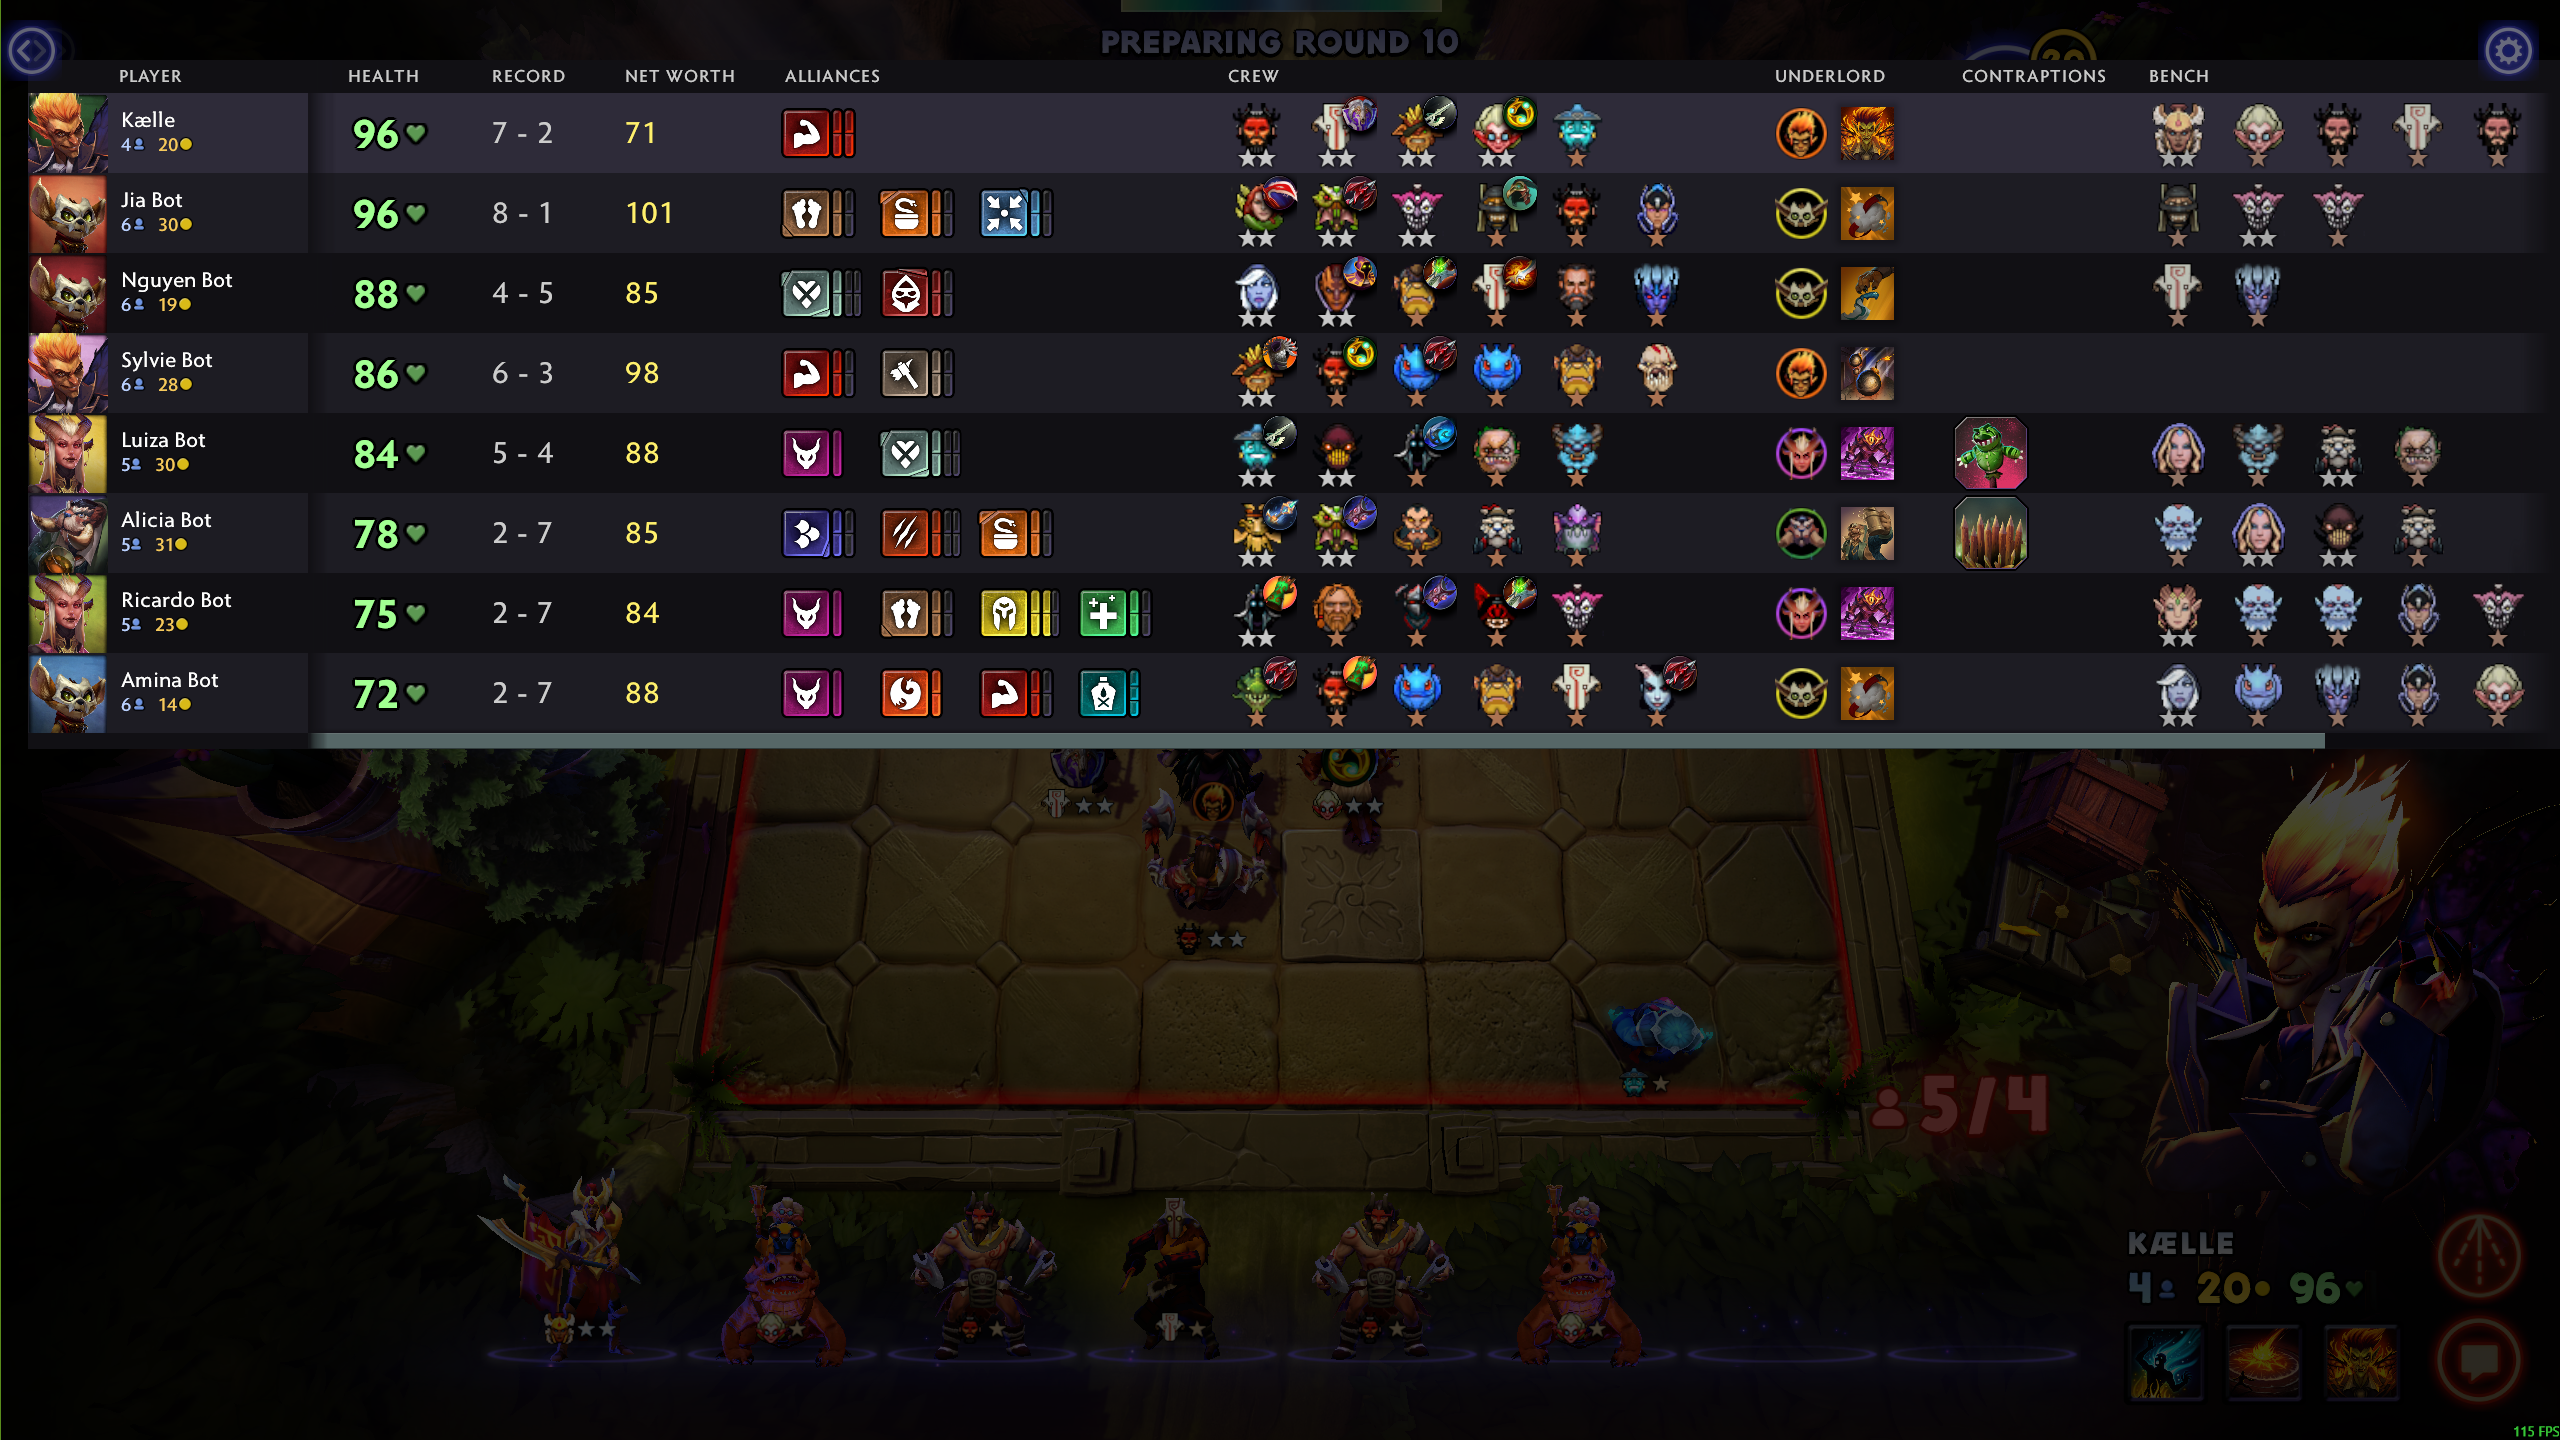 PREPARING ROUND 10
PLAYER HEALTH RECORD NET WORTH ALLIANCES CREW UNDERLORD CONTRAPTIONS BENCH
Kælle
4 20
96 7 - 2 71
Jia Bot
6 30
96 8 - 1 101
Nguyen Bot
6 19
88 4 - 5 85
Sylvie Bot
6 28
86 6 - 3 98
Luiza Bot
5 30
84 5 - 4 88
Alicia Bot
5 31
78 2 - 7 85
Ricardo Bot
5 23
75 2 - 7 84
Amina Bot
6 14
72 2 - 7 88
5/4
KÆLLE
4 20 96
115 FPS